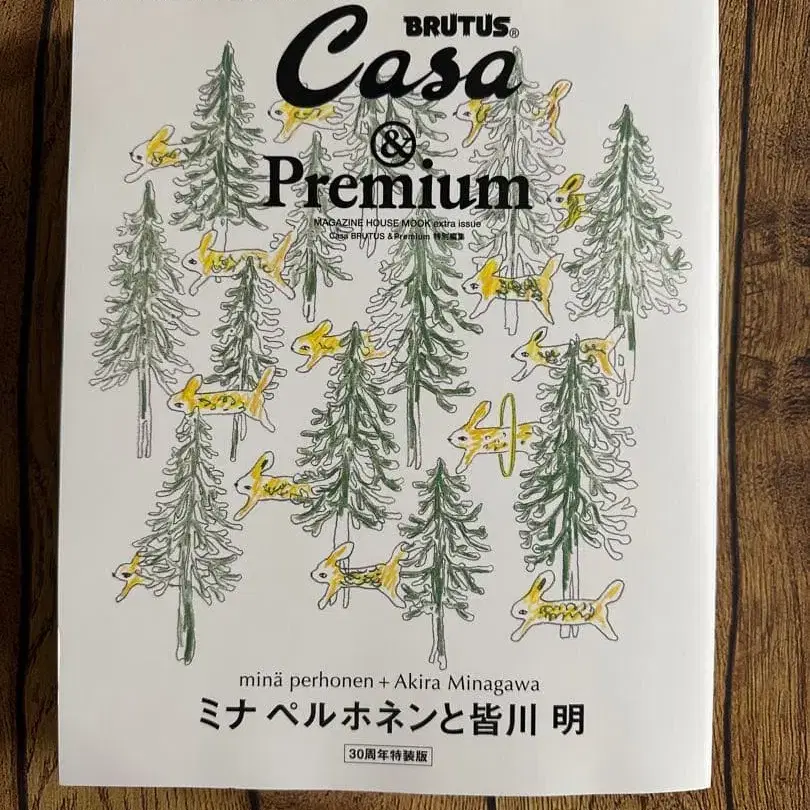 BRUTUS®
Casa
&
Premium
MAGAZINE HOUSE MOOK extra issue
Casa BRUTUS & Premium 特別編集
minä perhonen + Akira Minagawa
ミナ ペルホネンと皆川 明
30周年特装版